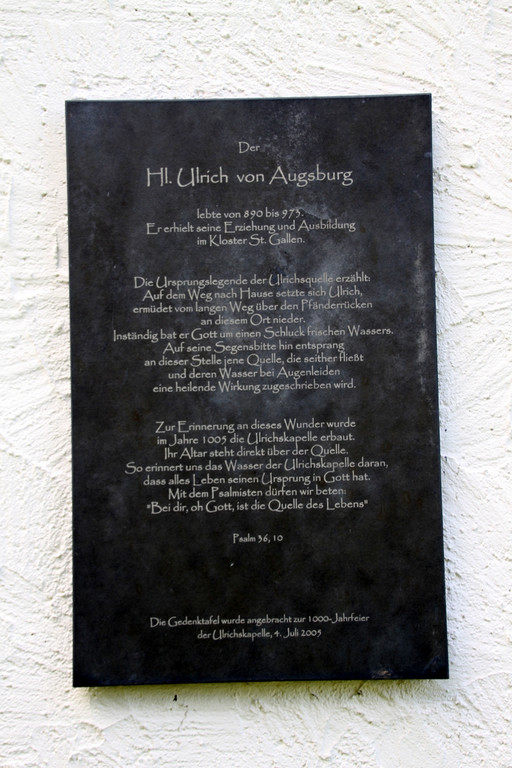 Der
Hl. Ulrich von Augsburg
lebte von 890 bis 973.
Er erhielt seine Erziehung und Ausbildung
im Kloster St. Gallen.
Die Ursprungslegende der Ulrichsquelle erzählt:
Auf dem Weg nach Hause setzte sich Ulrich,
ermüdet vom langen Weg über den Pfänderrücken
an diesem Ort nieder.
Inständig bat er Gott um einen Schluck frischen Wassers.
Auf seine Segensbitte hin entsprang
an dieser Stelle jene Quelle, die seither fließt
und deren Wasser bei Augenleiden
eine heilende Wirkung zugeschrieben wird.
Zur Erinnerung an dieses Wunder wurde
im Jahre 1005 die Ulrichskapelle erbaut.
Ihr Altar steht direkt über der Quelle.
So erinnert uns das Wasser der Ulrichskapelle daran,
dass alles Leben seinen Ursprung in Gott hat.
Mit dem Psalmisten dürfen wir beten:
"Bei dir, oh Gott, ist die Quelle des Lebens"
Psalm 36, 10
Die Gedenktafel wurde angebracht zur 1000-Jahrfeier
der Ulrichskapelle, 4. Juli 2005